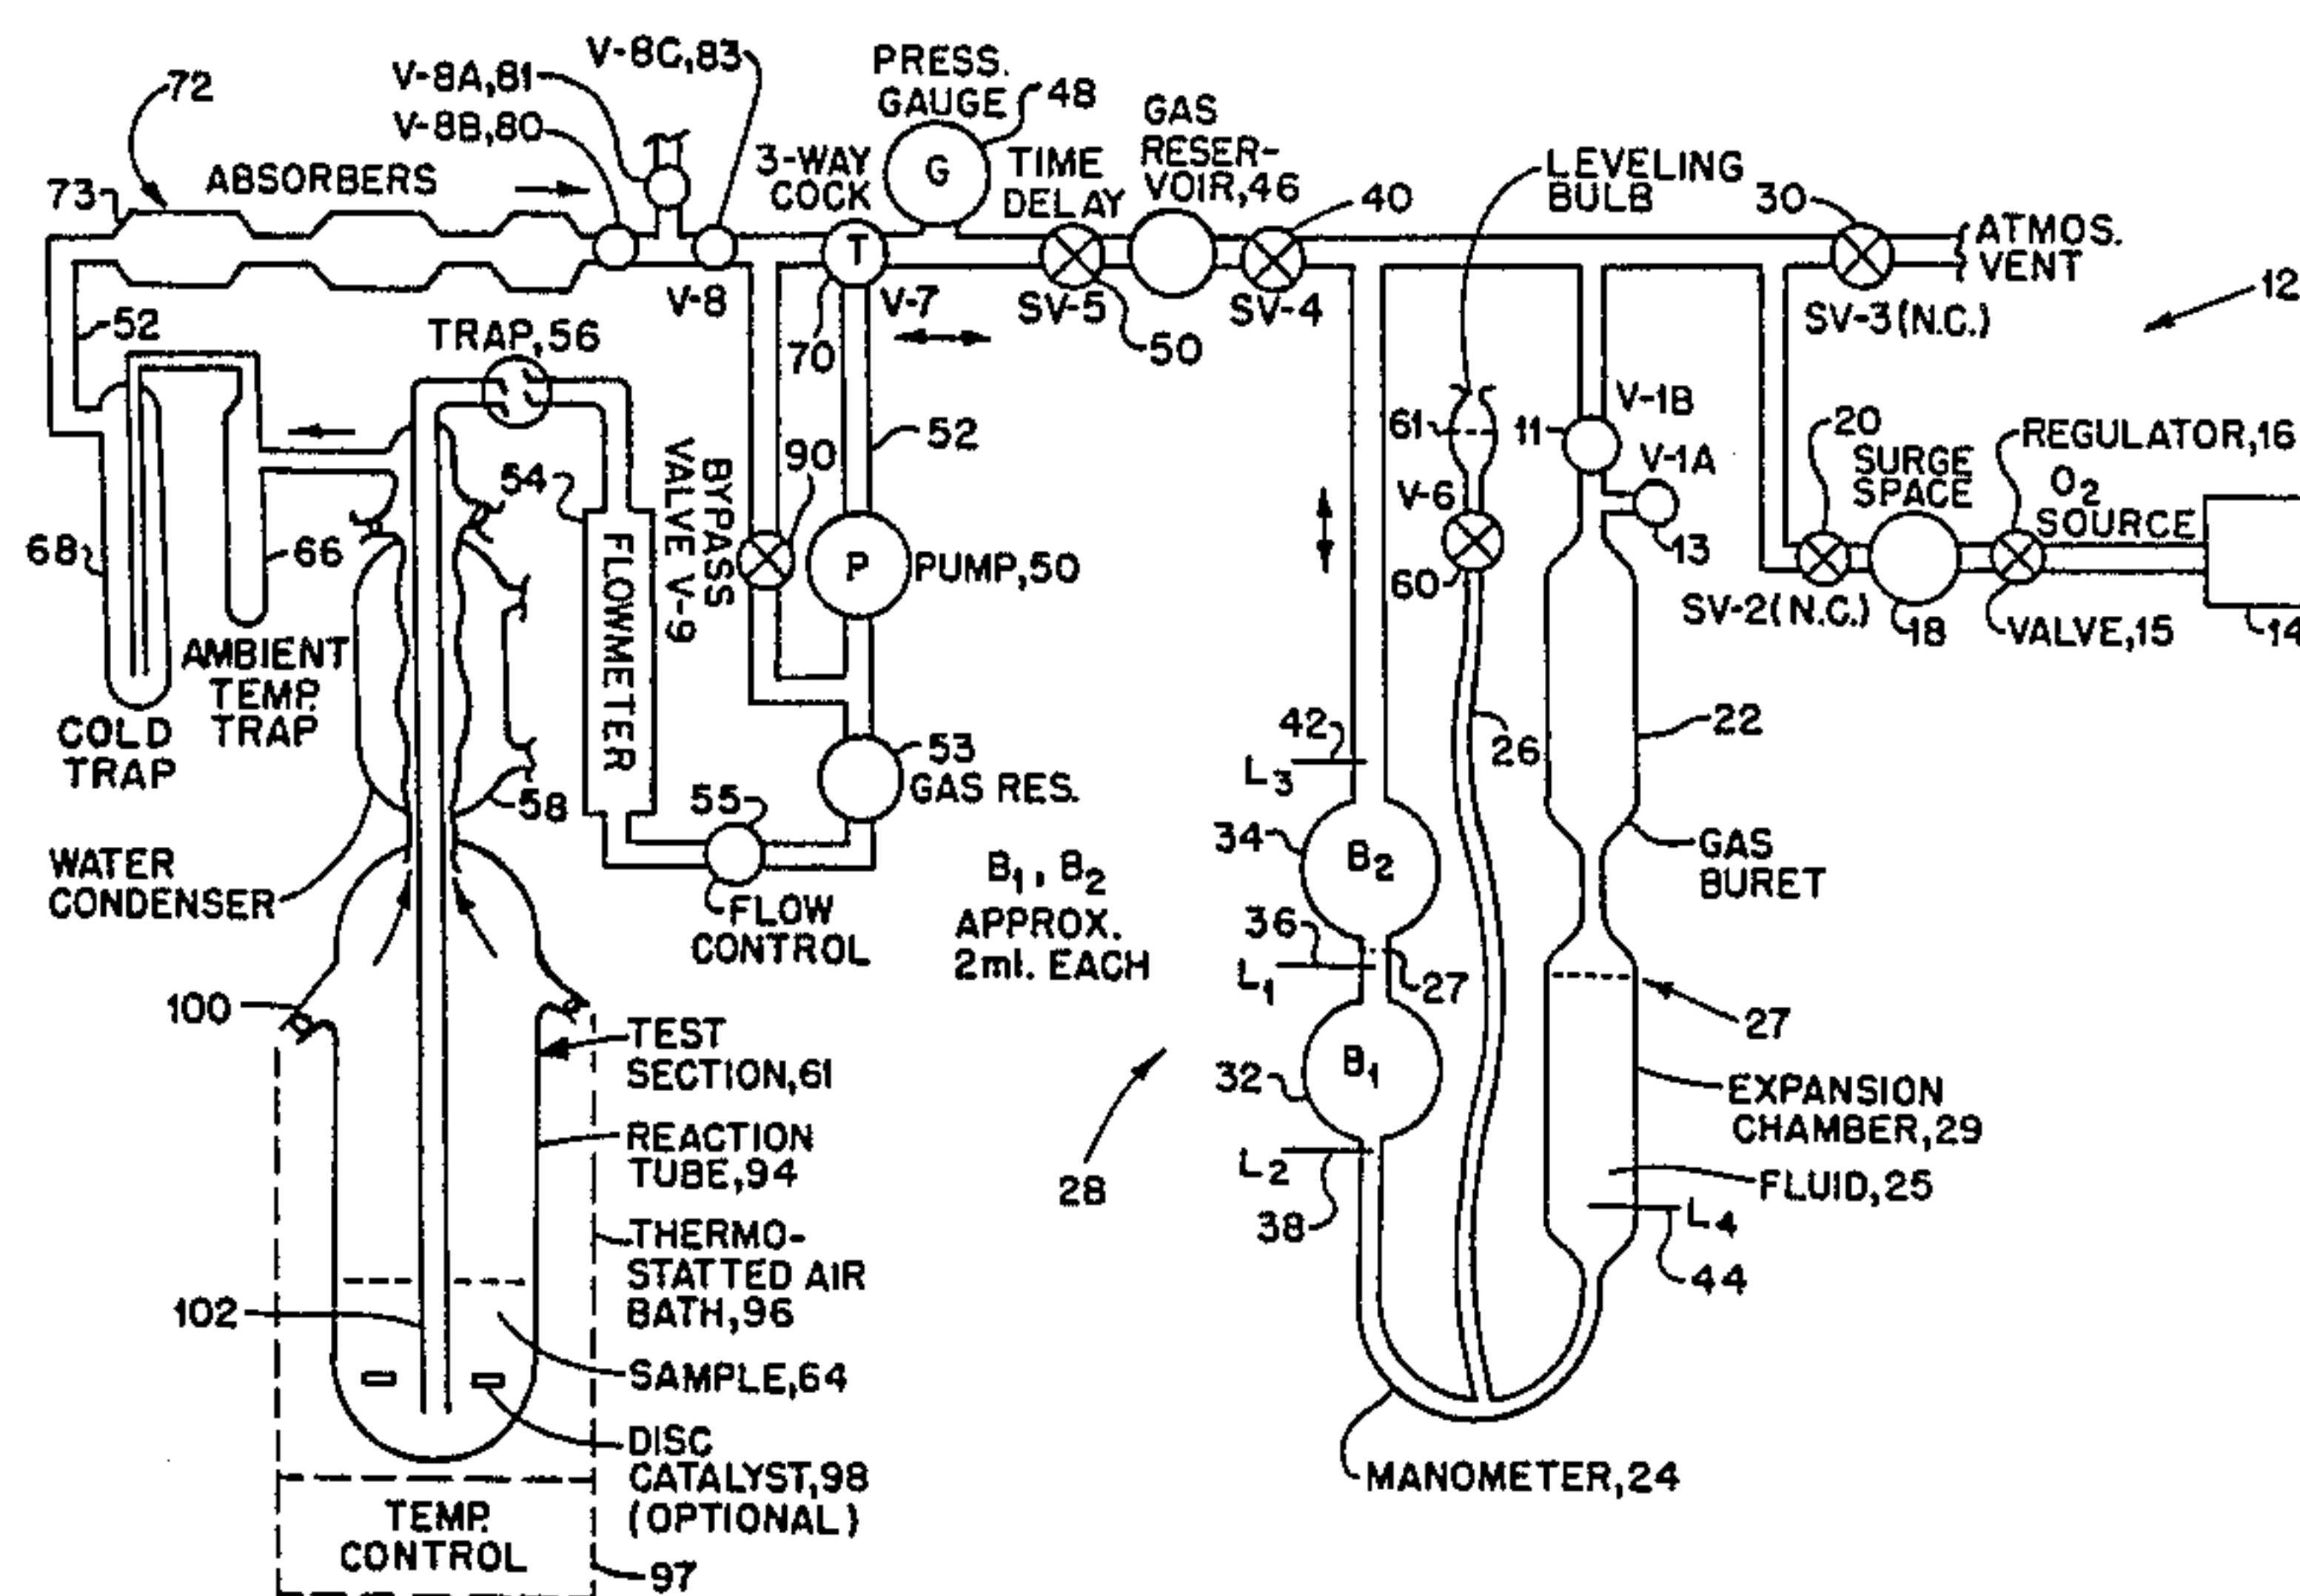 V-8C,83
PRESS.
GAUGE
48
72
V-8A,81
V-8B,80
GAS
RESER-
VOIR,46
3-WAY
COCK
G
TIME
DELAY
LEVELING
BULB
40
30
73
ABSORBERS
T
ATMOS.
VENT
12
V-8
V-7
SV-5
SV-4
SV-3(N.C.)
52
TRAP,56
70
50
61
11
V-1B
20
REGULATOR,16
52
90
BYPASS
VALVE V-9
54
V-6
V-1A
SURGE
SPACE
O2
SOURCE
68
66
FLOWMETER
P
PUMP,50
60
13
SV-2(N.C.)
18
VALVE,15
14
AMBIENT
TEMP.
TRAP
COLD
TRAP
58
53
GAS RES.
42
L3
26
22
55
34
B2
GAS
BURET
WATER
CONDENSER
FLOW
CONTROL
B1, B2
APPROX.
2ml. EACH
36
L1
27
27
100
TEST
SECTION,61
32
B1
EXPANSION
CHAMBER,29
REACTION
TUBE,94
28
L2
38
FLUID,25
L4
44
THERMO-
STATTED AIR
BATH,96
102
SAMPLE,64
DISC
CATALYST,98
(OPTIONAL)
MANOMETER,24
TEMP.
CONTROL
97